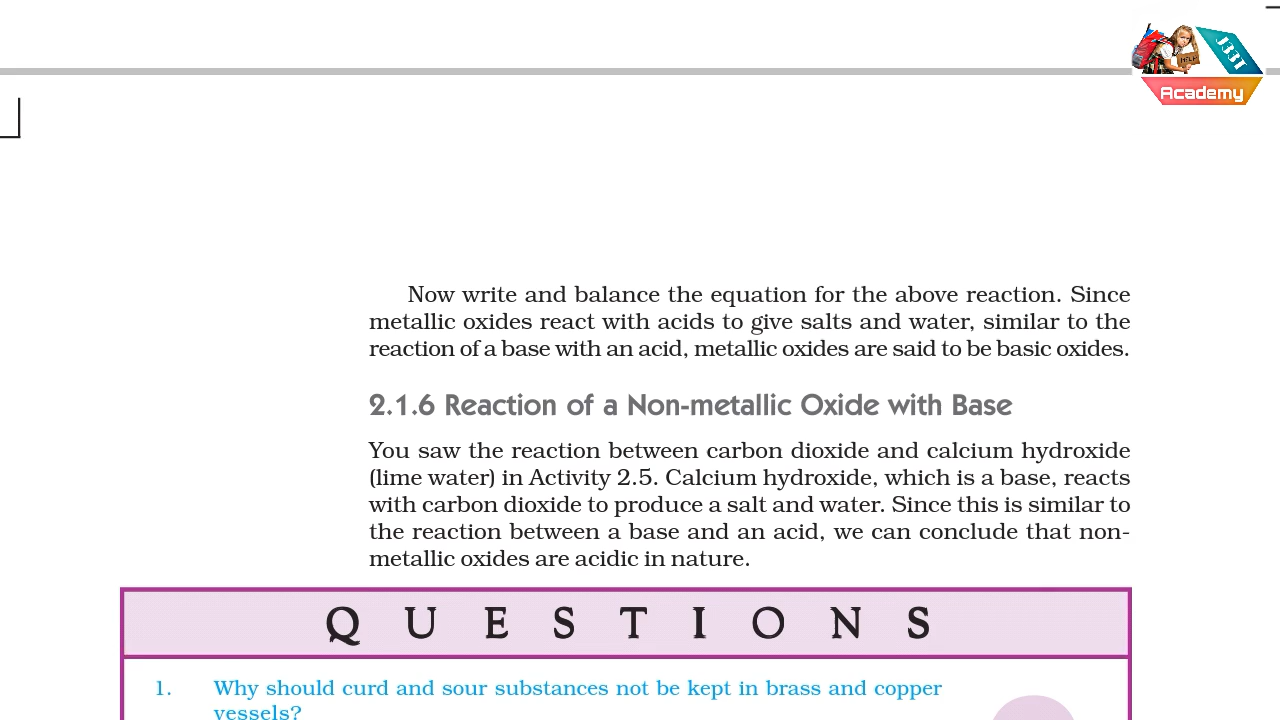 J33T
HELP
Academy
Now write and balance the equation for the above reaction. Since
metallic oxides react with acids to give salts and water, similar to the
reaction of a base with an acid, metallic oxides are said to be basic oxides.
2.1.6 Reaction of a Non-metallic Oxide with Base
You saw the reaction between carbon dioxide and calcium hydroxide
(lime water) in Activity 2.5. Calcium hydroxide, which is a base, reacts
with carbon dioxide to produce a salt and water. Since this is similar to
the reaction between a base and an acid, we can conclude that non-
metallic oxides are acidic in nature.
QUESTIONS
1. Why should curd and sour substances not be kept in brass and copper
vessels?